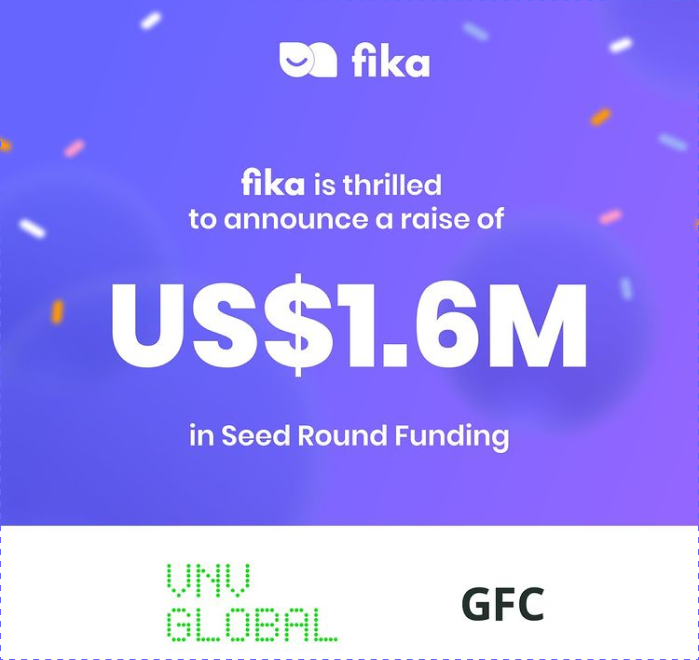 fika
fika is thrilled
to announce a raise of
US$1.6M
in Seed Round Funding
VNV
GLOBAL
GFC